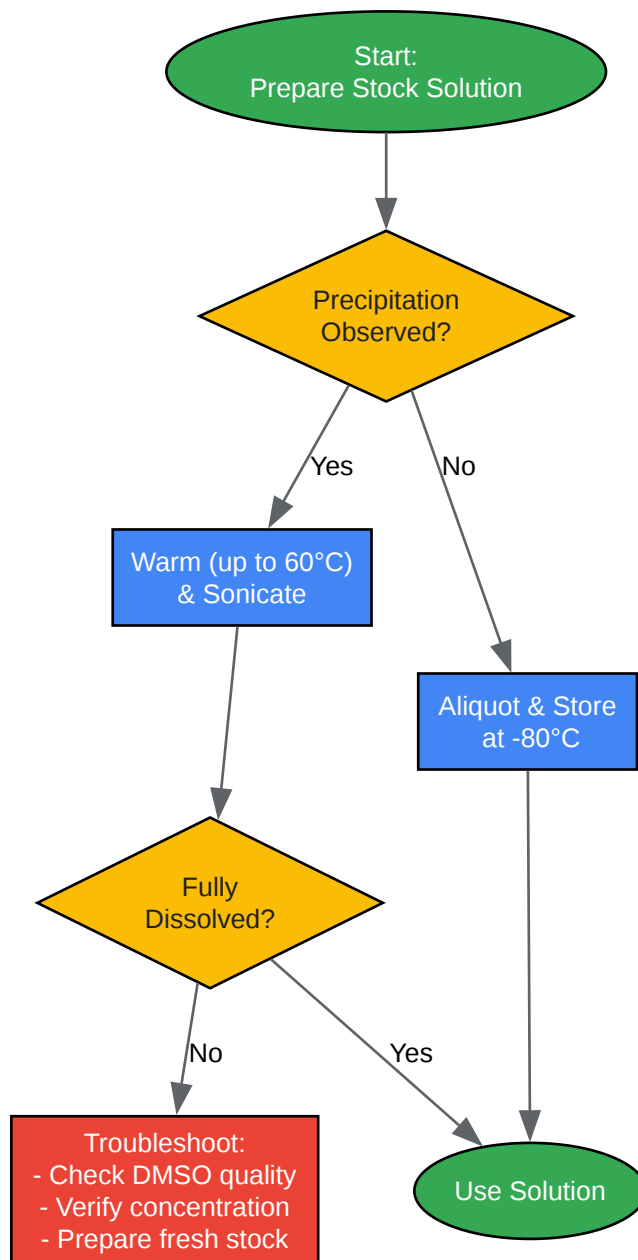 Start:
Prepare Stock Solution
Precipitation
Observed?
Yes
No
Warm (up to 60°C)
& Sonicate
Aliquot & Store
at -80°C
Fully
Dissolved?
No
Yes
Troubleshoot:
- Check DMSO quality
- Verify concentration
- Prepare fresh stock
Use Solution